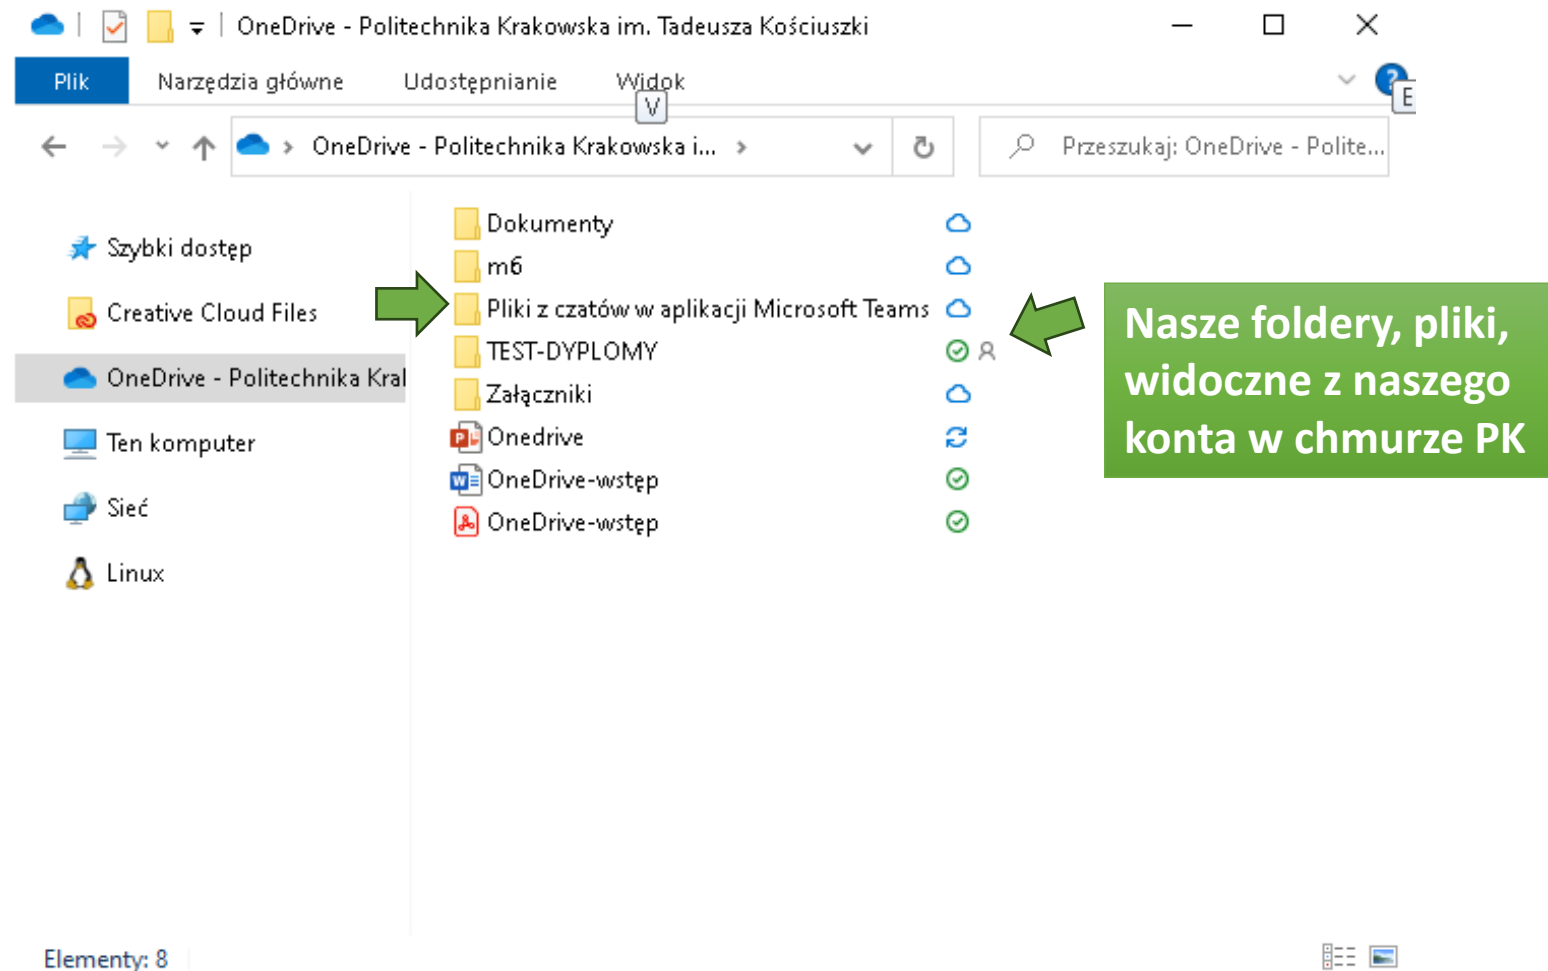 OneDrive - Politechnika Krakowska im. Tadeusza Kościuszki
Plik Narzędzia główne Udostępnianie Widok
V
E
OneDrive - Politechnika Krakowska i...
Przeszukaj: OneDrive - Polite...
Szybki dostęp
Creative Cloud Files
OneDrive - Politechnika Kral
Ten komputer
Sieć
Linux
Dokumenty
m6
Pliki z czatów w aplikacji Microsoft Teams
TEST-DYPLOMY
Załączniki
Onedrive
OneDrive-wstęp
OneDrive-wstęp
Nasze foldery, pliki,
widoczne z naszego
konta w chmurze PK
Elementy: 8